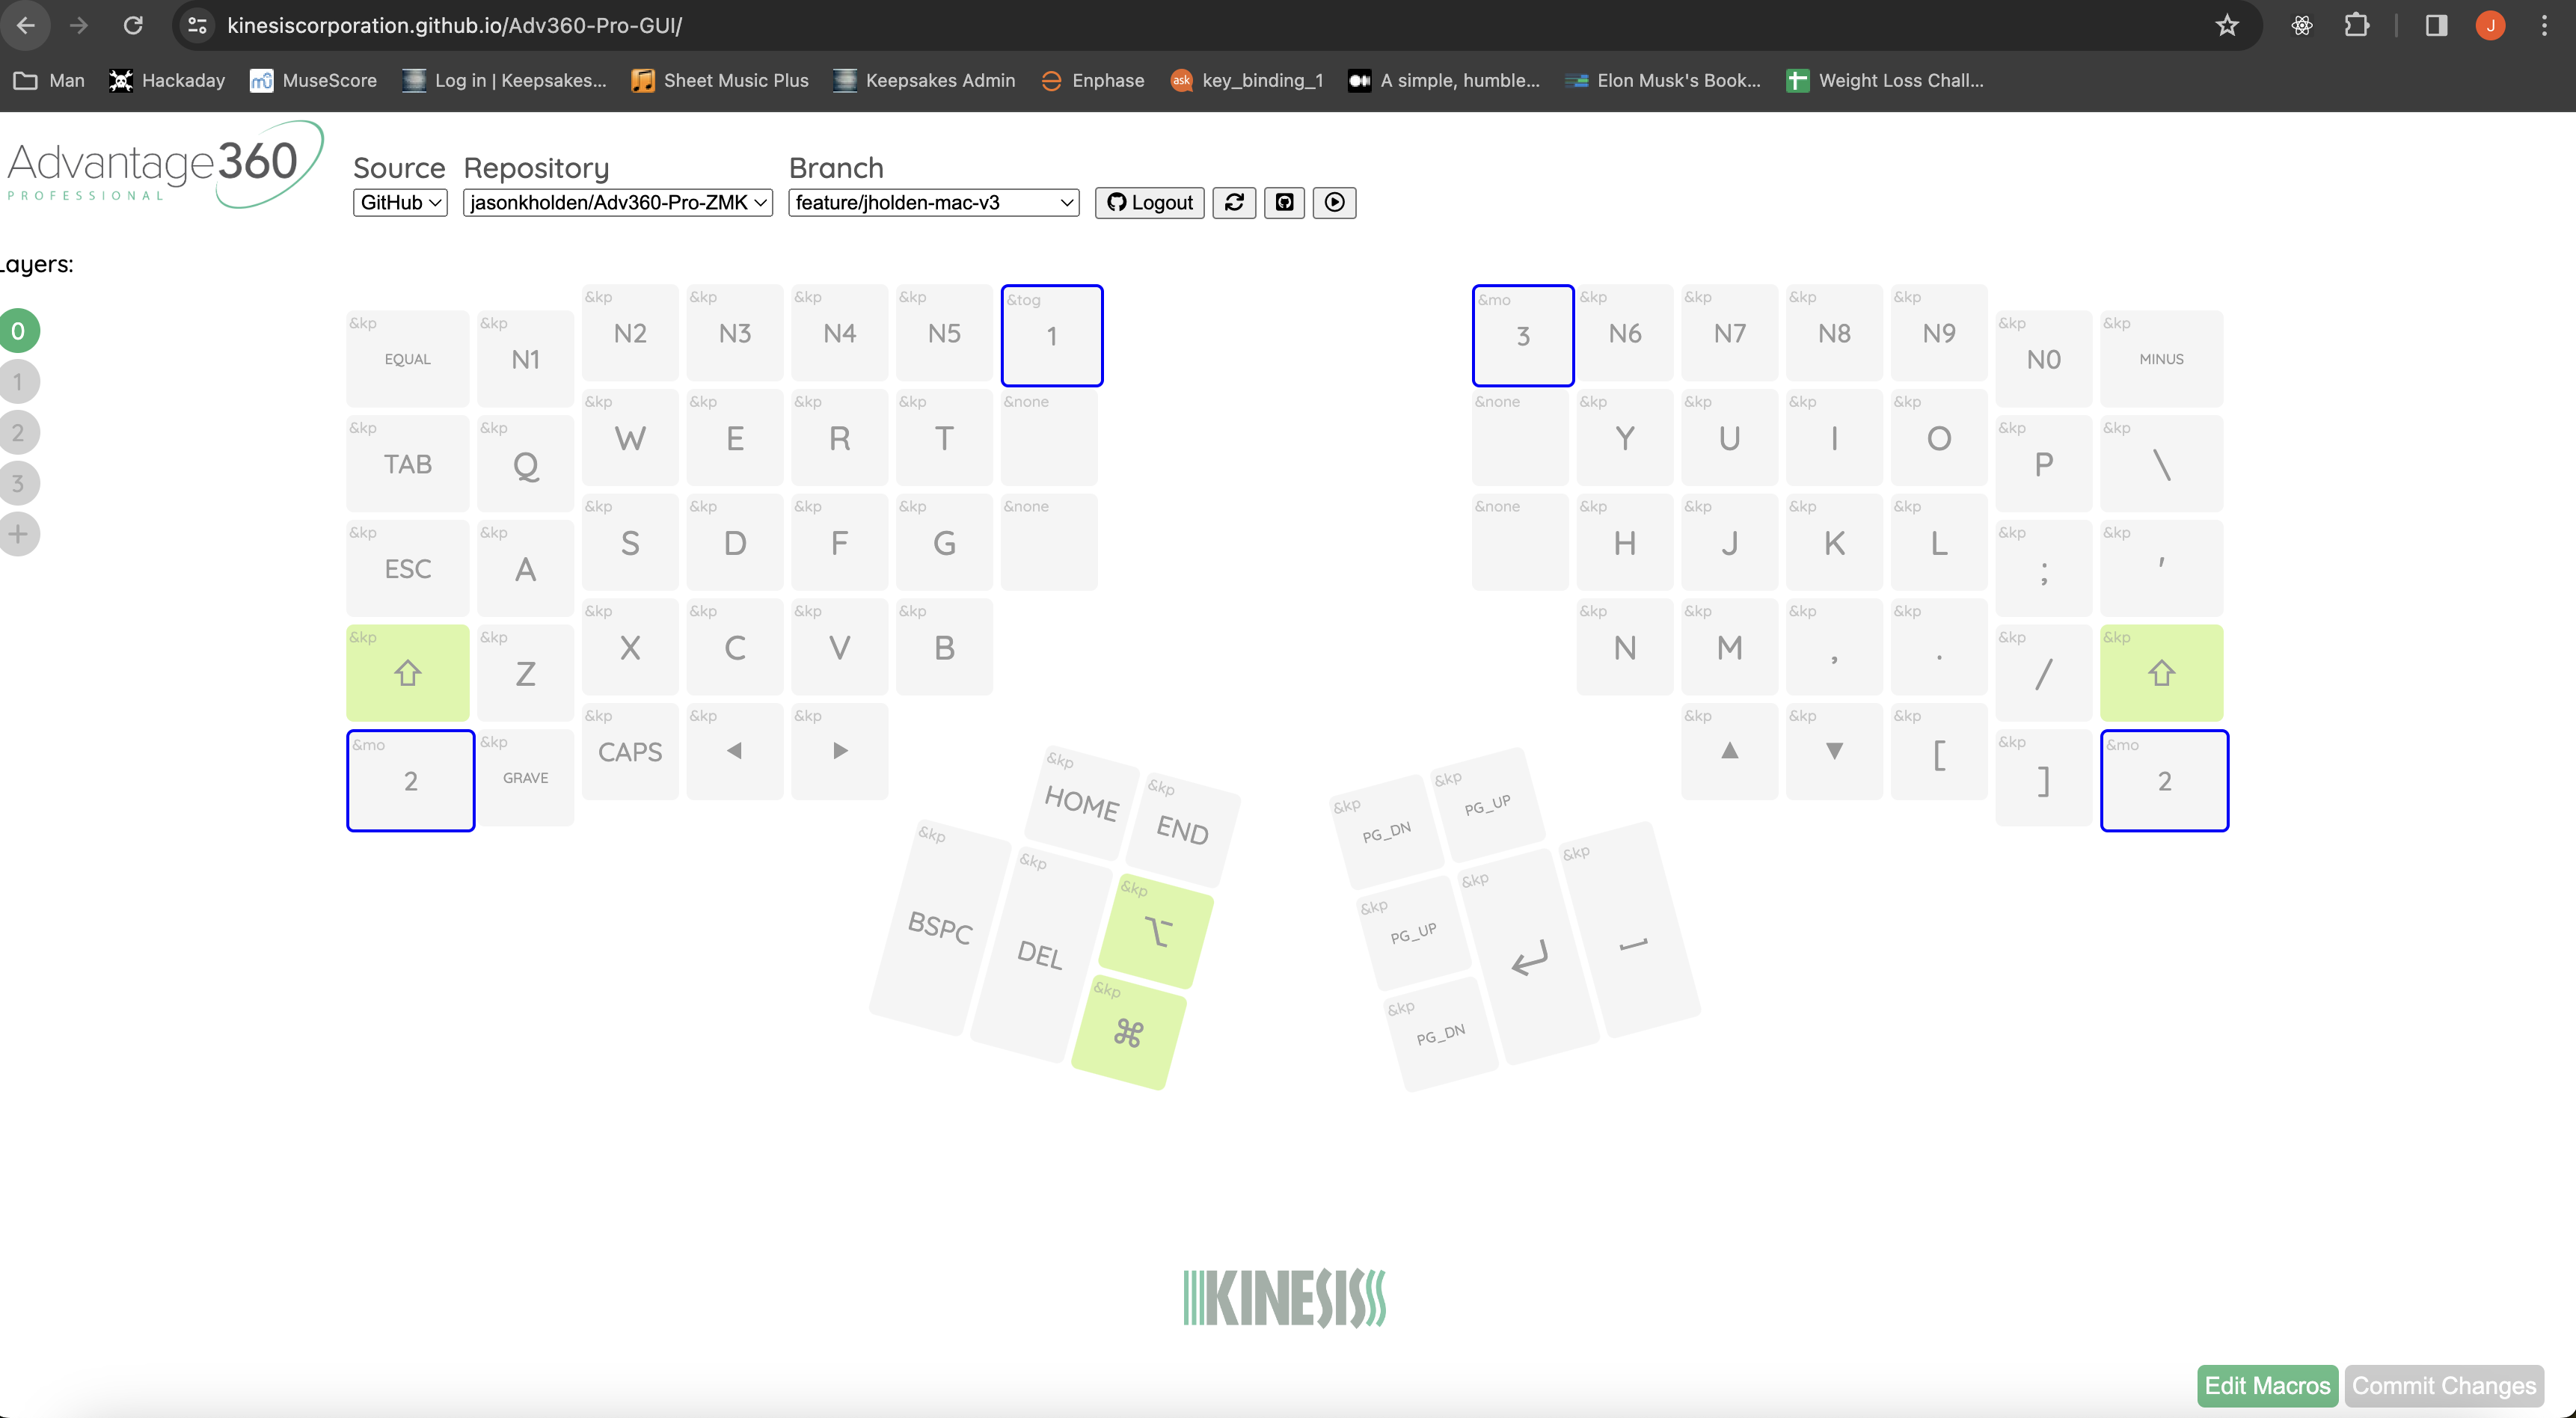 kinesiscorporation.github.io/Adv360-Pro-GUI/
J
Man Hackaday MuseScore Log in | Keepsakes... Sheet Music Plus Keepsakes Admin Enphase ask key_binding_1 A simple, humble... Elon Musk's Book... Weight Loss Chall...
Advantage360
PROFESSIONAL
Source Repository Branch
GitHub jasonkholden/Adv360-Pro-ZMK feature/jholden-mac-v3 Logout
Layers:
0
1
2
3
+
&kp &kp &kp &kp &kp &kp &tog &mo &kp &kp &kp &kp &kp &kp
EQUAL N1 N2 N3 N4 N5 1 3 N6 N7 N8 N9 N0 MINUS
&kp &kp &kp &kp &kp &kp &none &none &kp &kp &kp &kp &kp &kp
TAB Q W E R T Y U I O P \
&kp &kp &kp &kp &kp &kp &none &none &kp &kp &kp &kp &kp &kp
ESC A S D F G H J K L ; '
&kp &kp &kp &kp &kp &kp &kp &kp &kp &kp &kp &kp
⇧ Z X C V B N M , . / ⇧
&mo &kp &kp &kp &kp &kp &kp &kp &kp &mo
2 GRAVE CAPS ◀ ▶ ▲ ▼ [ ] 2
&kp &kp &kp &kp
HOME END PG_DN PG_UP
&kp &kp &kp &kp &kp &kp
BSPC DEL ⌥ PG_UP ↵ ⎵
&kp &kp
⌘ PG_DN
KINESIS
Edit Macros Commit Changes